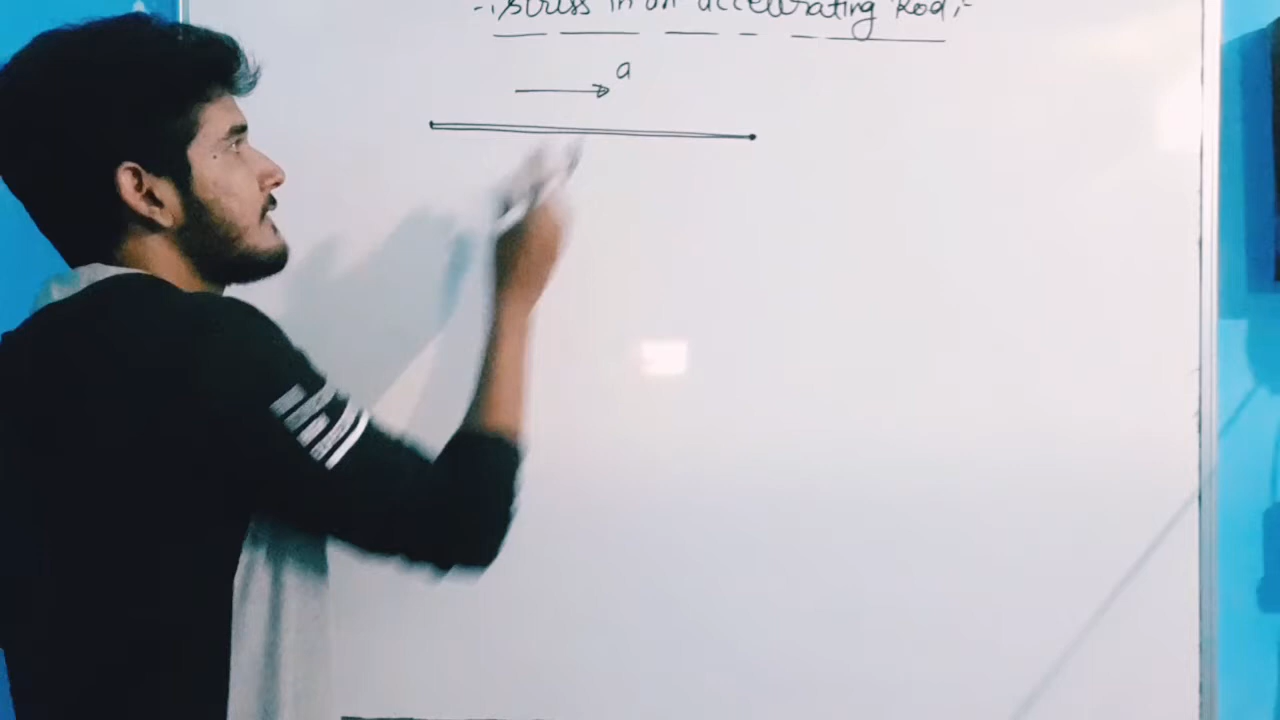 -: Stress in an accelerating Rod :-
a